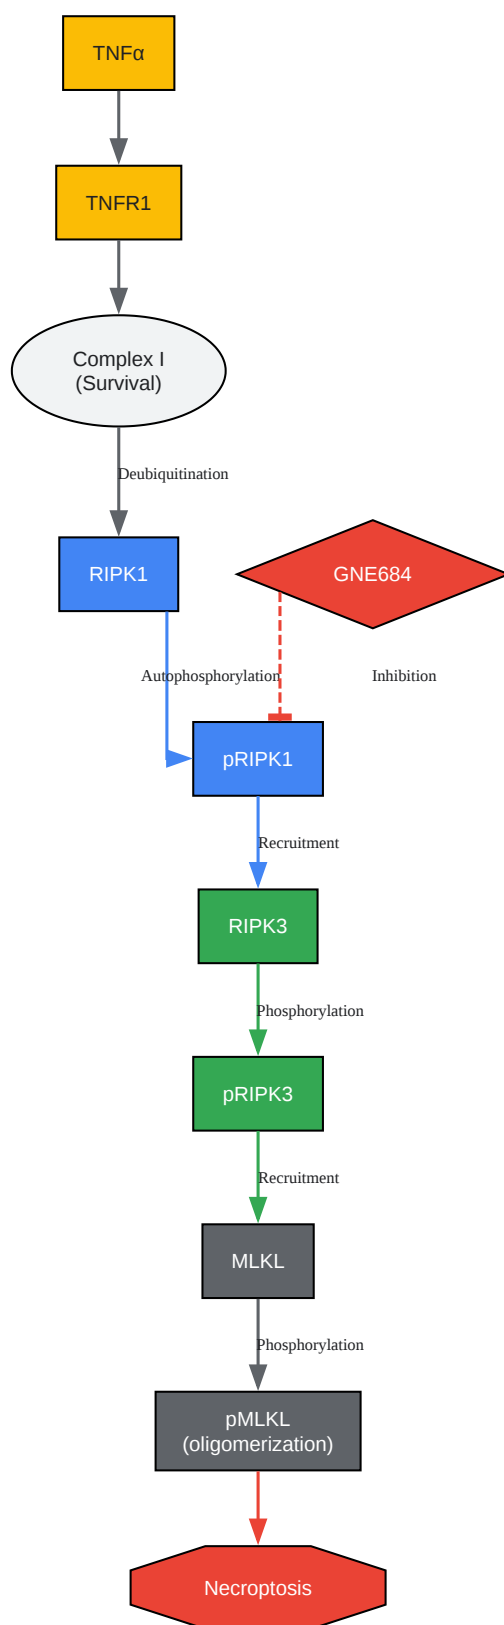 TNFα
TNFR1
Complex I
(Survival)
Deubiquitination
RIPK1
GNE684
Autophosphorylation
Inhibition
pRIPK1
Recruitment
RIPK3
Phosphorylation
pRIPK3
Recruitment
MLKL
Phosphorylation
pMLKL
(oligomerization)
Necroptosis